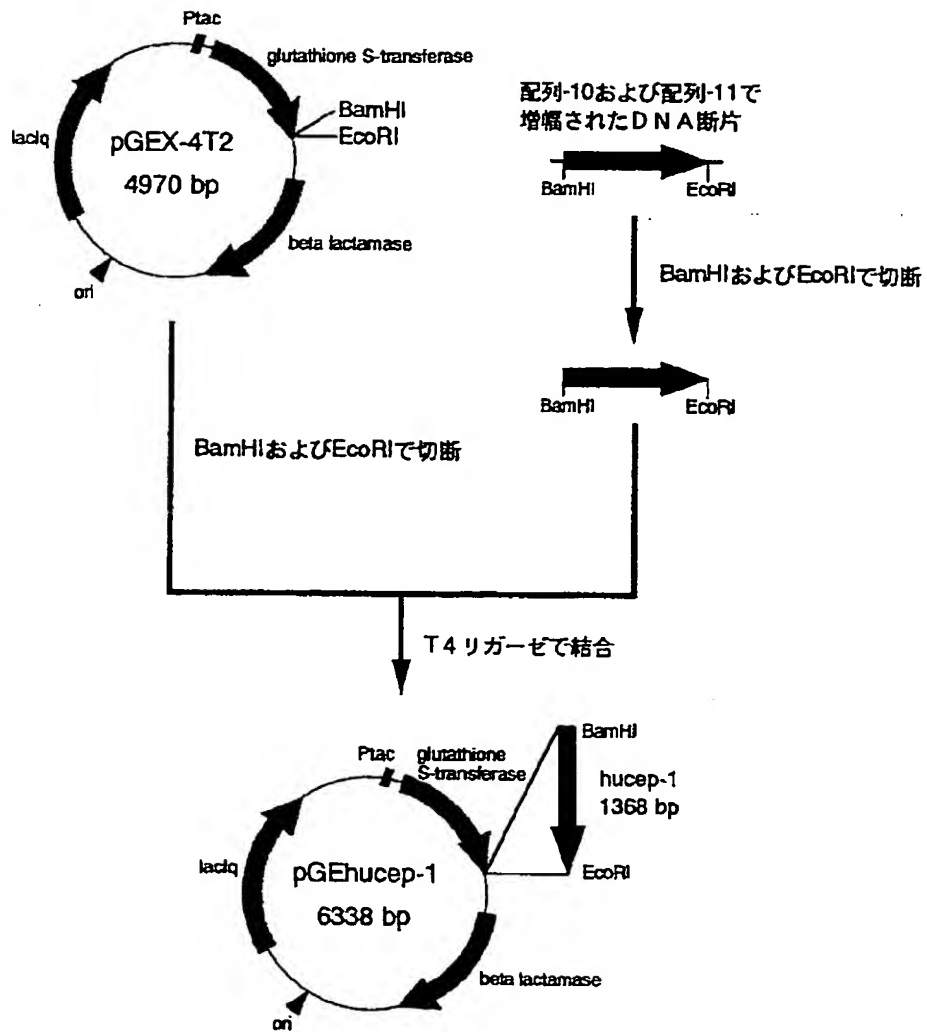 Ptac
glutathione S-transferase
BamHI
EcoRI
lacIq
pGEX-4T2
4970 bp
beta lactamase
ori
配列-10および配列-11で
増幅されたDNA断片
BamHI
EcoRI
BamHIおよびEcoRIで切断
BamHI
EcoRI
BamHIおよびEcoRIで切断
T4リガーゼで結合
Ptac
glutathione
S-transferase
BamHI
hucep-1
1368 bp
EcoRI
lacIq
pGEhucep-1
6338 bp
beta lactamase
ori